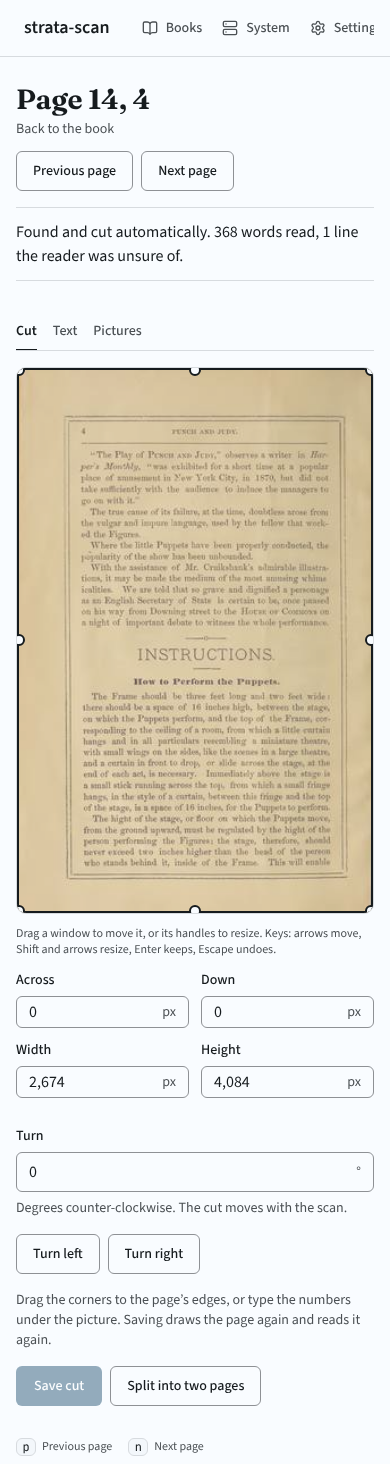 strata-scan
Books
System
Setting
Page 14, 4
Back to the book
Previous page
Next page
Found and cut automatically. 368 words read, 1 line
the reader was unsure of.
Cut
Text
Pictures
4
PUNCH AND JUDY.
"The Play of PUNCH AND JUDY," observes a writer in Har-
per's Monthly, "was exhibited for a short time at a popular
place of amusement in New York City, in 1870, but did not
take sufficiently with the audience to induce the managers to
go on with it."
The true cause of its failure, at the time, doubtless arose from
the vulgar and impure language, used by the fellow that work-
ed the Figures.
Where the little Puppets have been properly conducted, the
popularity of the show has been unbounded.
With the assistance of Mr. Cruikshank's admirable illustra-
tions, it may be made the medium of the most amusing whims
icalities. We are told that so grave and dignified a personage
as an English Secretary of State is certain to be, once paused
on his way from Downing street to the HOUSE OF COMMONS on
a night of important debate to witness the whole performance.
INSTRUCTIONS.
How to Perform the Puppets.
The Frame should be three feet long and two feet wide;
there should be a space of 16 inches high, between the stage,
on which the Puppets perform, and the top of the Frame, cor-
responding to the ceiling of a room, from which a little curtain
hangs and in all particulars resembling a miniature theatre,
with small wings on the sides, like the scenes in a large theatre,
and a curtain in front to drop, or slide across the stage, at the
end of each act, is necessary. Immediately above the stage is
a small stick running across the top, from which a small fringe
hangs, in the style of a curtain, between this fringe and the top
of the stage, is a space of 16 inches, for the Puppets to perform.
The hight of the stage, or floor on which the Puppets move,
from the ground upward, must be regulated by the hight of the
person performing the Figures; the stage, therefore, should
never exceed two inches higher than the head of the person
who stands behind it, inside of the Frame. This will enable
Drag a window to move it, or its handles to resize. Keys: arrows move,
Shift and arrows resize, Enter keeps, Escape undoes.
Across
Down
0 px
0 px
Width
Height
2,674 px
4,084 px
Turn
0 °
Degrees counter-clockwise. The cut moves with the scan.
Turn left
Turn right
Drag the corners to the page's edges, or type the numbers
under the picture. Saving draws the page again and reads it
again.
Save cut
Split into two pages
p Previous page
n Next page